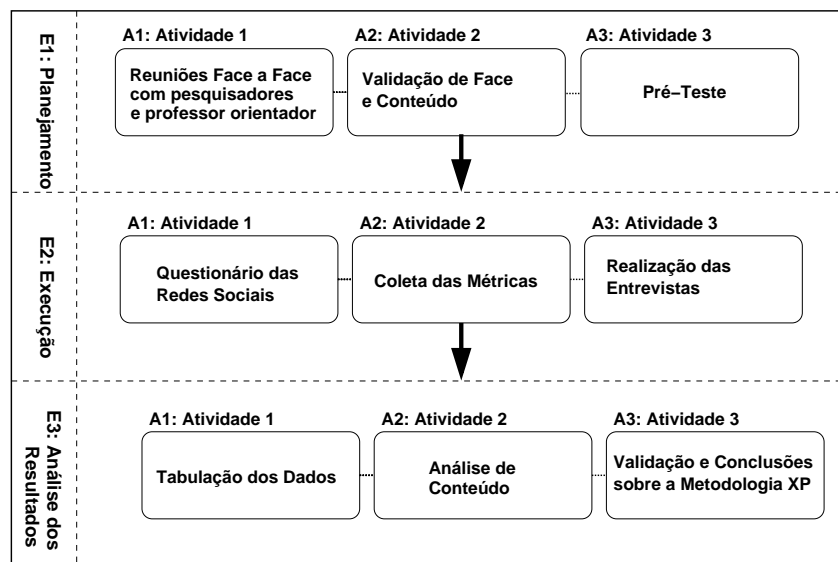 E1: Planejamento
A1: Atividade 1
Reuniões Face a Face
com pesquisadores
e professor orientador
A2: Atividade 2
Validação de Face
e Conteúdo
A3: Atividade 3
Pré−Teste
E2: Execução
A1: Atividade 1
Questionário das
Redes Sociais
A2: Atividade 2
Coleta das Métricas
A3: Atividade 3
Realização das
Entrevistas
E3: Análise dos
Resultados
A1: Atividade 1
Tabulação dos Dados
A2: Atividade 2
Análise de
Conteúdo
A3: Atividade 3
Validação e Conclusões
sobre a Metodologia XP